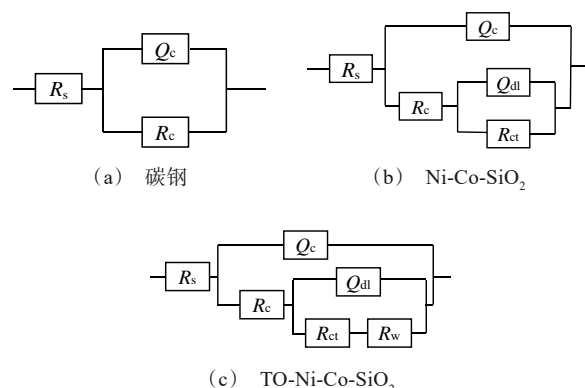 Qc
Rs
Rc
(a) 碳钢
Qc
Rs
Qdl
Rc
Rct
(b) Ni-Co-SiO2
Qc
Rs
Qdl
Rc
Rct
Rw
(c) TO-Ni-Co-SiO2